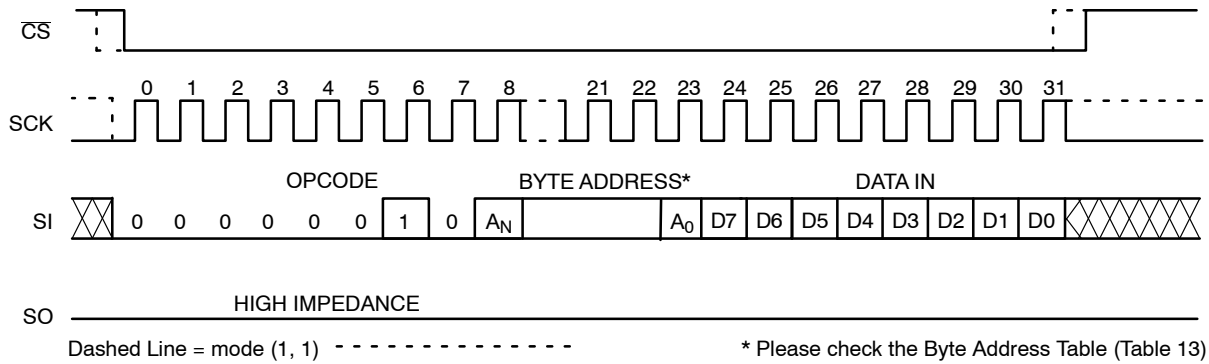 CS
0 1 2 3 4 5 6 7 8 21 22 23 24 25 26 27 28 29 30 31
SCK
OPCODE BYTE ADDRESS* DATA IN
SI 0 0 0 0 0 0 1 0 AN A0 D7 D6 D5 D4 D3 D2 D1 D0
HIGH IMPEDANCE
SO
Dashed Line = mode (1, 1) * Please check the Byte Address Table (Table 13)